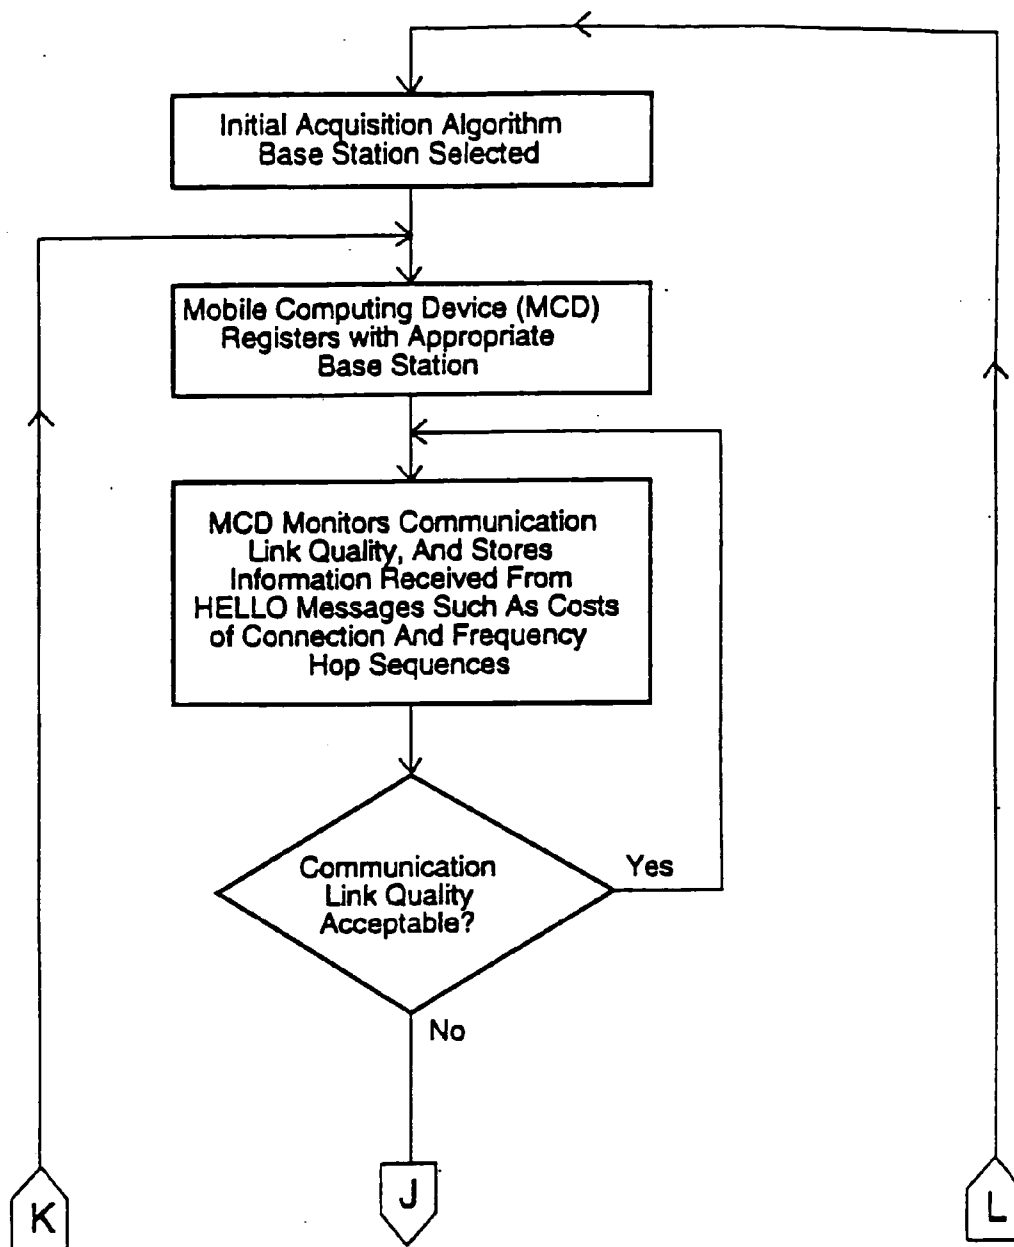 Initial Acquisition Algorithm
Base Station Selected
Mobile Computing Device (MCD)
Registers with Appropriate
Base Station
MCD Monitors Communication
Link Quality, And Stores
Information Received From
HELLO Messages Such As Costs
of Connection And Frequency
Hop Sequences
Communication
Link Quality
Acceptable?
Yes
No
K
J
L